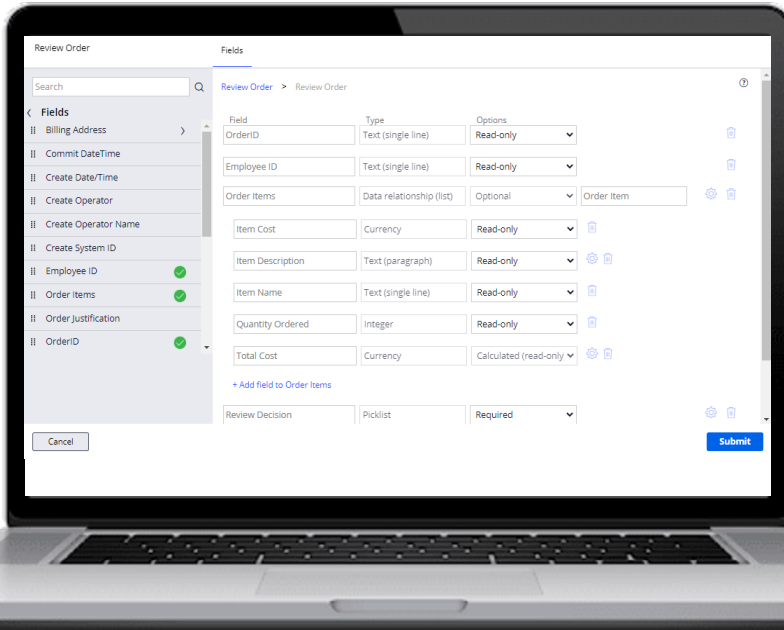 Review Order
Fields
Search
Review Order > Review Order
Fields
Billing Address
Commit DateTime
Create Date/Time
Create Operator
Create Operator Name
Create System ID
Employee ID
Order Items
Order Justification
OrderID
Field Type Options
OrderID Text (single line) Read-only
Employee ID Text (single line) Read-only
Order Items Data relationship (list) Optional Order Item
Item Cost Currency Read-only
Item Description Text (paragraph) Read-only
Item Name Text (single line) Read-only
Quantity Ordered Integer Read-only
Total Cost Currency Calculated (read-only
+ Add field to Order Items
Review Decision Picklist Required
Cancel
Submit